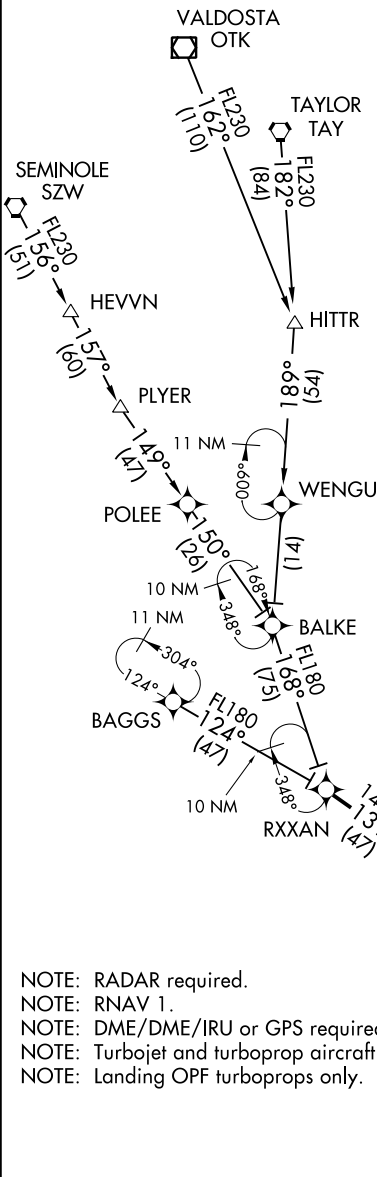 VALDOSTA
OTK
TAYLOR
TAY
FL230
162°
(110)
FL230
182°
(84)
SEMINOLE
SZW
FL230
156°
(51)
HEVVN
HITTR
157°
(60)
189°
(54)
PLYER
149°
(47)
11 NM
009°
WENGU
POLEE
150°
(26)
(14)
10 NM
168°
348°
BALKE
11 NM
304°
124°
FL180
168°
(75)
BAGGS
FL180
124°
(47)
10 NM
348°
RXXAN
(47)
NOTE: RADAR required.
NOTE: RNAV 1.
NOTE: DME/DME/IRU or GPS required
NOTE: Turbojet and turboprop aircraft
NOTE: Landing OPF turboprops only.